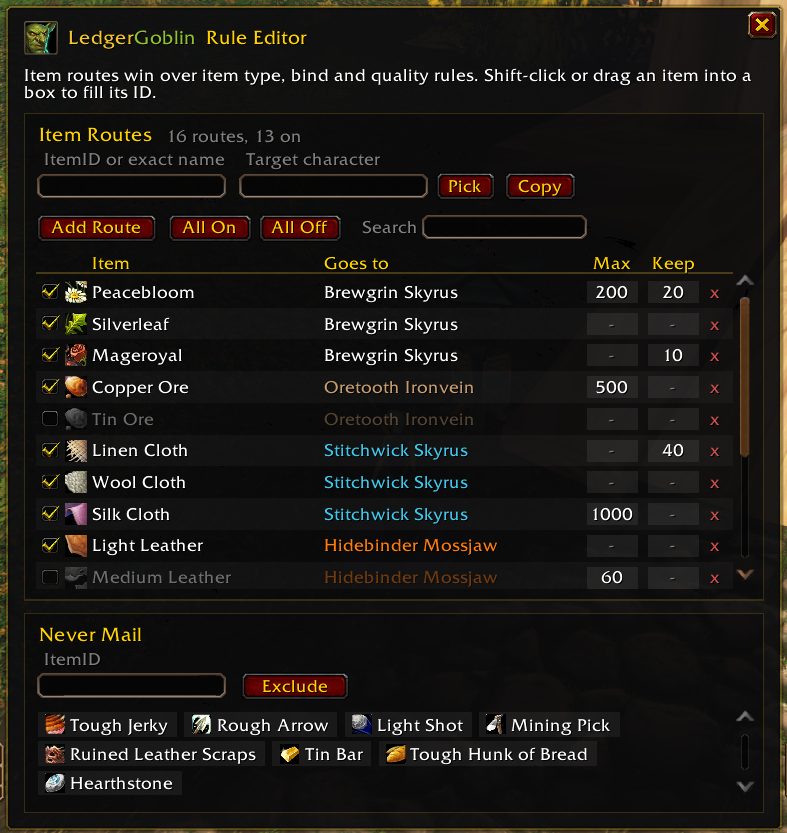 LedgerGoblin Rule Editor
Item routes win over item type, bind and quality rules. Shift-click or drag an item into a
box to fill its ID.
Item Routes 16 routes, 13 on
ItemID or exact name Target character
Pick Copy
Add Route All On All Off Search
Item Goes to Max Keep
Peacebloom Brewgrin Skyrus 200 20 x
Silverleaf Brewgrin Skyrus - - x
Mageroyal Brewgrin Skyrus - 10 x
Copper Ore Oretooth Ironvein 500 - x
Tin Ore Oretooth Ironvein - - x
Linen Cloth Stitchwick Skyrus - 40 x
Wool Cloth Stitchwick Skyrus - - x
Silk Cloth Stitchwick Skyrus 1000 - x
Light Leather Hidebinder Mossjaw - - x
Medium Leather Hidebinder Mossjaw 60 - x
Never Mail
ItemID
Exclude
Tough Jerky Rough Arrow Light Shot Mining Pick
Ruined Leather Scraps Tin Bar Tough Hunk of Bread
Hearthstone